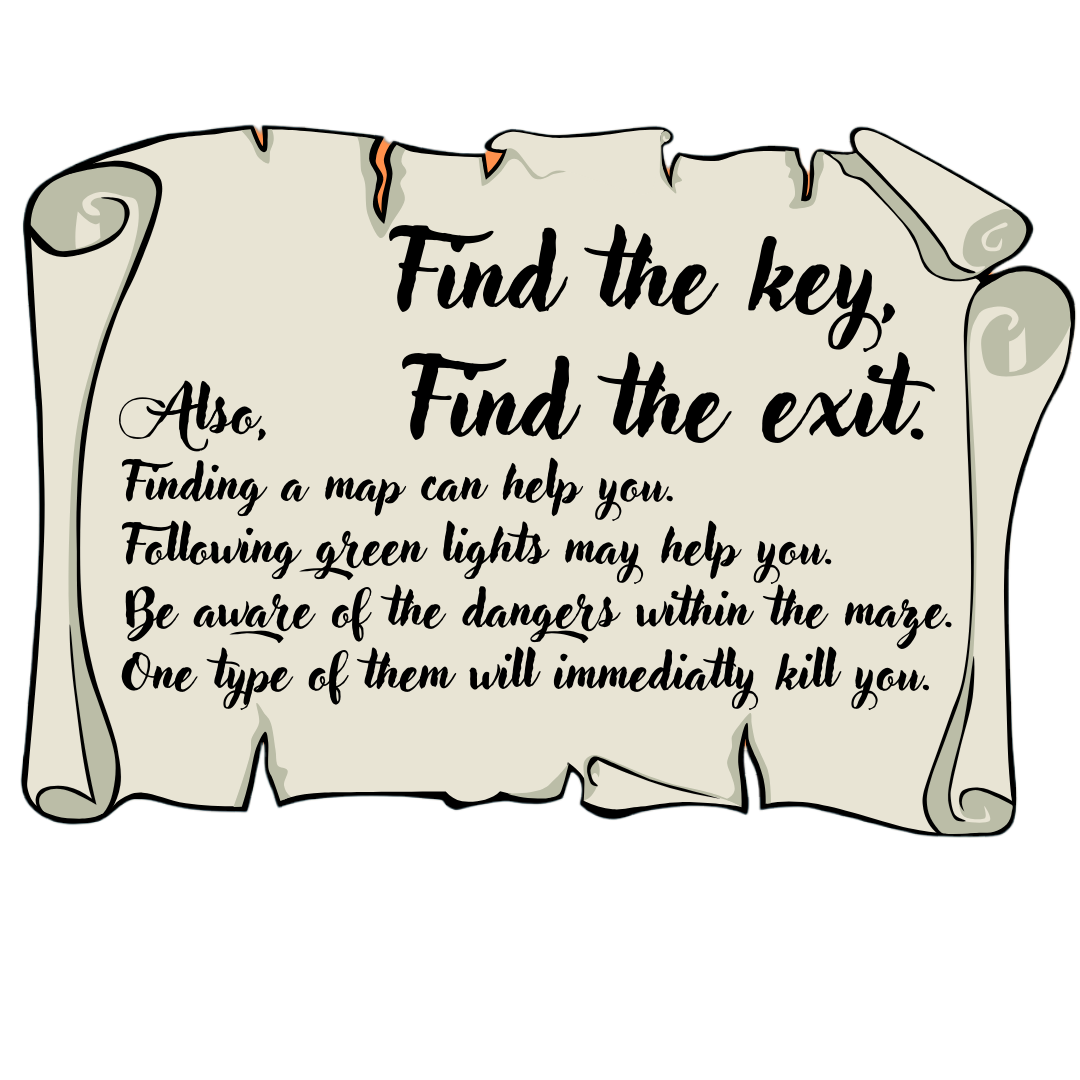 Find the key,
Find the exit.
Also,
Finding a map can help you.
Following green lights may help you.
Be aware of the dangers within the maze.
One type of them will immediatly kill you.